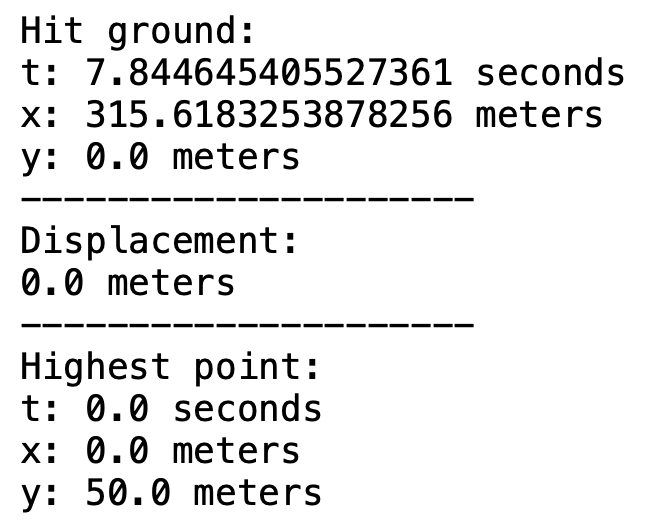 Hit ground:
t: 7.844645405527361 seconds
x: 315.6183253878256 meters
y: 0.0 meters
---------------------
Displacement:
0.0 meters
---------------------
Highest point:
t: 0.0 seconds
x: 0.0 meters
y: 50.0 meters